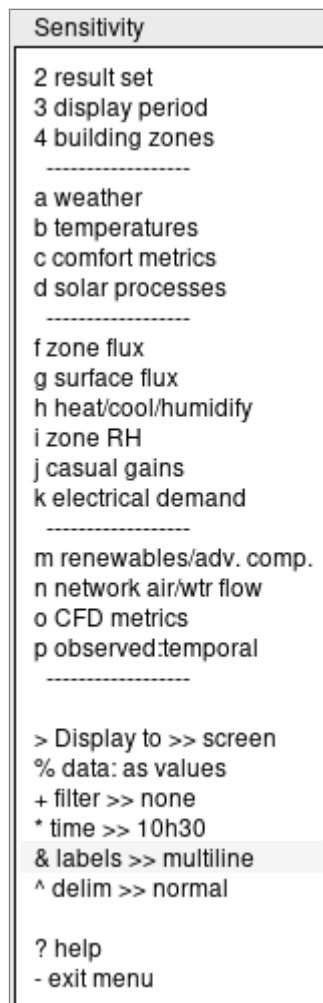 Sensitivity
2 result set
3 display period
4 building zones
------------------
a weather
b temperatures
c comfort metrics
d solar processes
------------------
f zone flux
g surface flux
h heat/cool/humidify
i zone RH
j casual gains
k electrical demand
------------------
m renewables/adv. comp.
n network air/wtr flow
o CFD metrics
p observed:temporal
------------------
> Display to >> screen
% data: as values
+ filter >> none
* time >> 10h30
& labels >> multiline
^ delim >> normal
? help
- exit menu